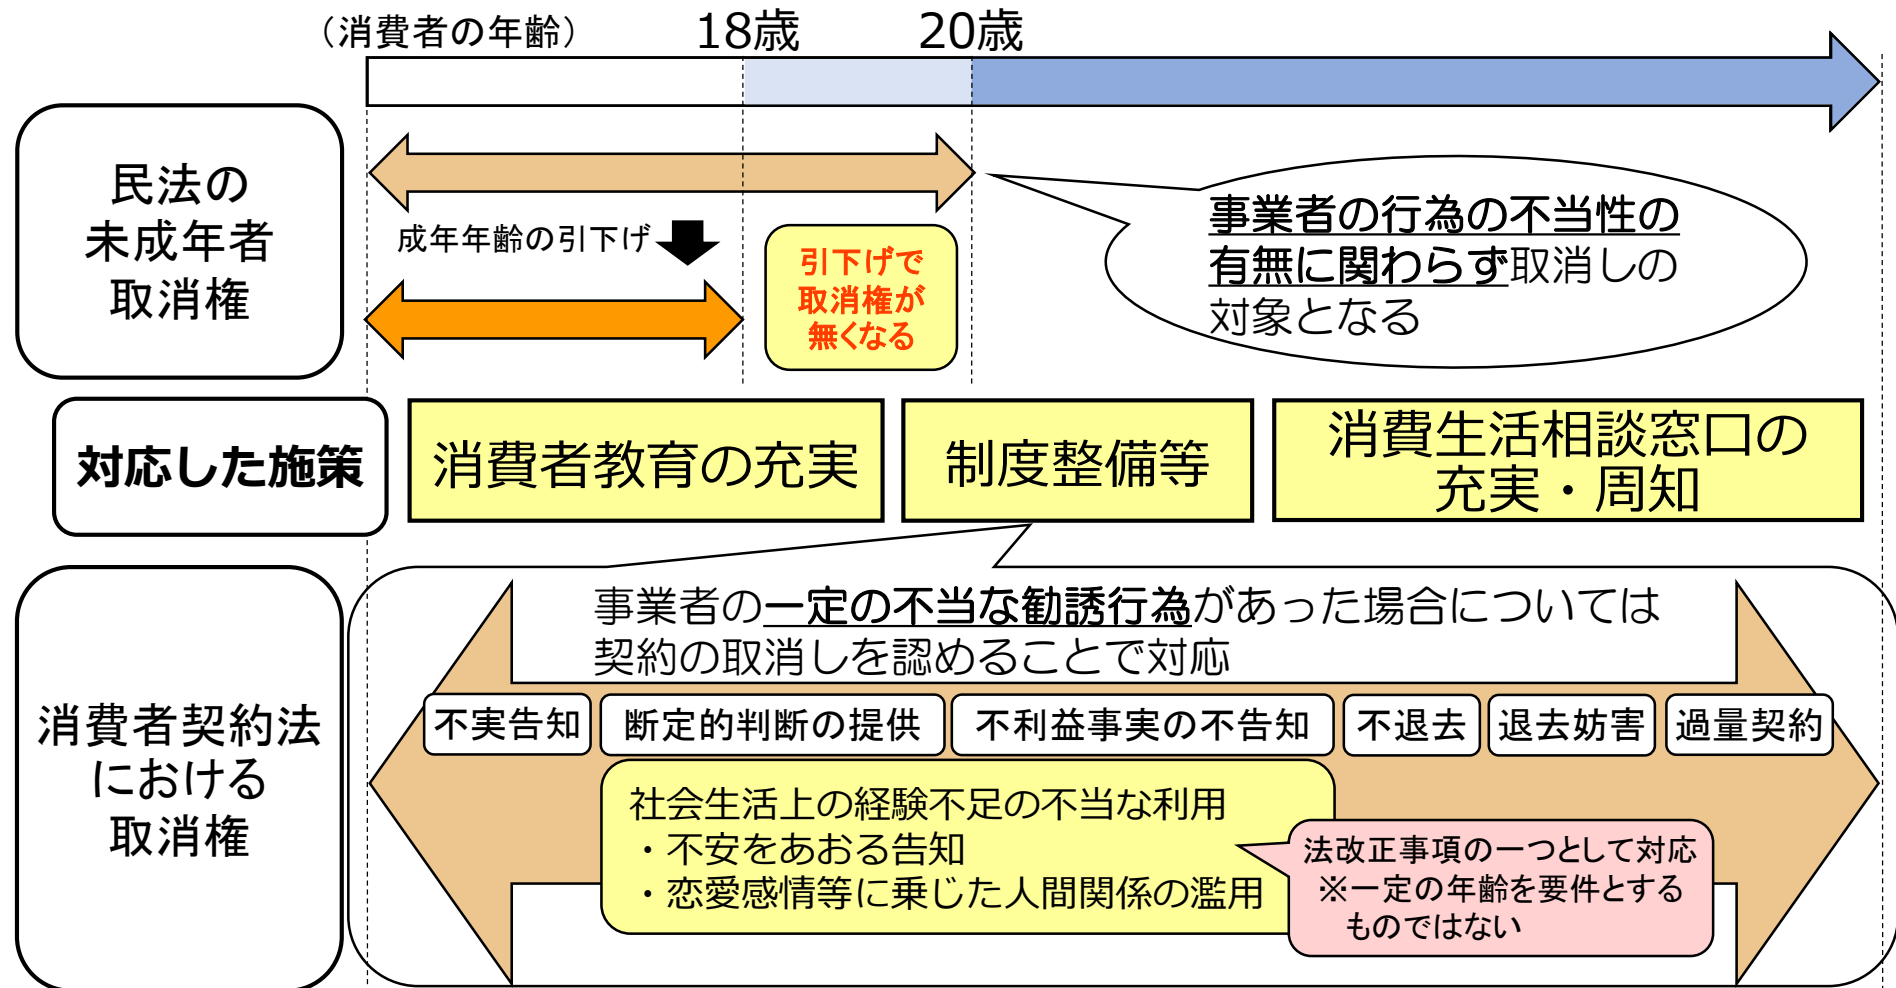 （消費者の年齢）
18歳
20歳
民法の
未成年者
取消権
成年年齢の引下げ
引下げで
取消権が
無くなる
事業者の行為の不当性の
有無に関わらず取消しの
対象となる
対応した施策
消費者教育の充実
制度整備等
消費生活相談窓口の
充実・周知
消費者契約法
における
取消権
事業者の一定の不当な勧誘行為があった場合については
契約の取消しを認めることで対応
不実告知
断定的判断の提供
不利益事実の不告知
不退去
退去妨害
過量契約
社会生活上の経験不足の不当な利用
・不安をあおる告知
・恋愛感情等に乗じた人間関係の濫用
法改正事項の一つとして対応
※一定の年齢を要件とする
ものではない